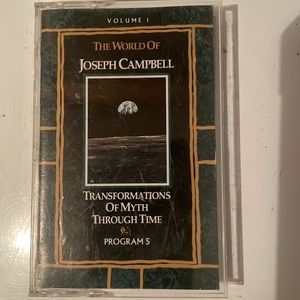 VOLUME I
THE WORLD OF
JOSEPH CAMPBELL
TRANSFORMATIONS
OF MYTH
THROUGH TIME
PROGRAM 5